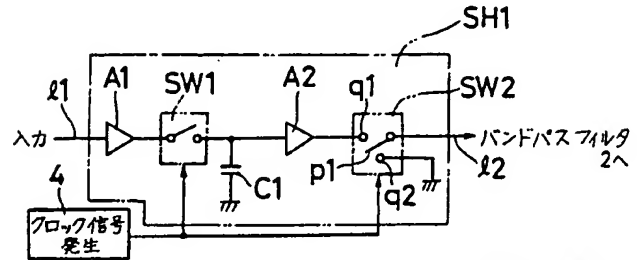 SH1
A1
SW1
A2
q1
SW2
ℓ1
入力
p1
q2
C1
ℓ2
バンドパスフィルタ
2へ
4
クロック信号
発生